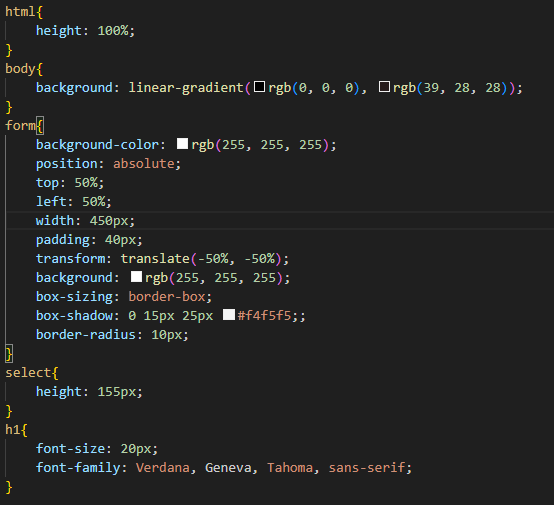 html{
    height: 100%;
}
body{
    background: linear-gradient(rgb(0, 0, 0), rgb(39, 28, 28));
}
form{
    background-color: rgb(255, 255, 255);
    position: absolute;
    top: 50%;
    left: 50%;
    width: 450px;
    padding: 40px;
    transform: translate(-50%, -50%);
    background: rgb(255, 255, 255);
    box-sizing: border-box;
    box-shadow: 0 15px 25px #f4f5f5;;
    border-radius: 10px;
}
select{
    height: 155px;
}
h1{
    font-size: 20px;
    font-family: Verdana, Geneva, Tahoma, sans-serif;
}